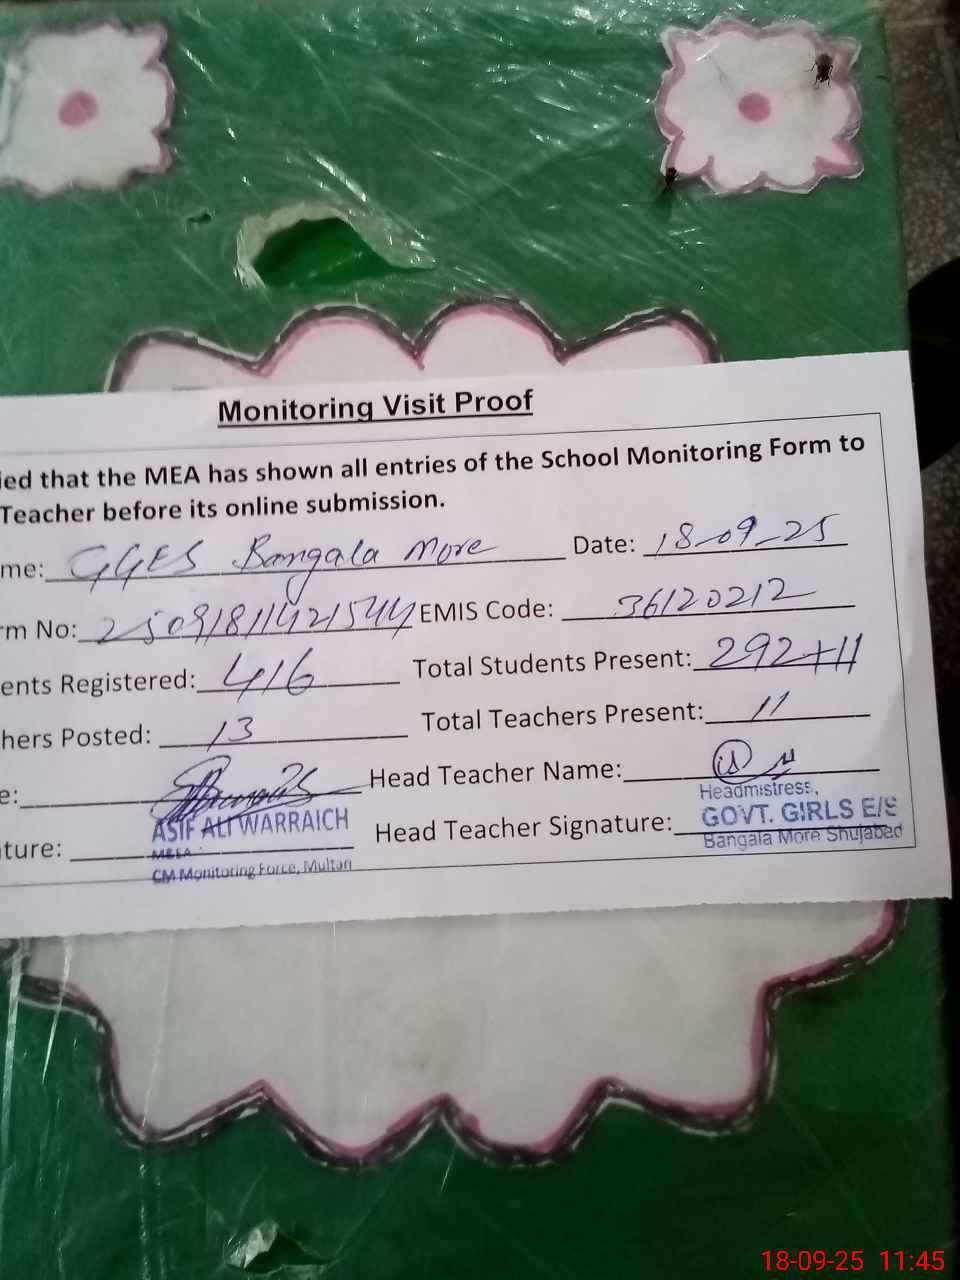 Monitoring Visit Proof
ied that the MEA has shown all entries of the School Monitoring Form to
Teacher before its online submission.
me: GGES Bangala More Date: 18-09-25
rm No: 25091811421544 EMIS Code: 36120212
ents Registered: 416 Total Students Present: 292+11
hers Posted: 13 Total Teachers Present: 11
e: Head Teacher Name:
ture: ASIF ALI WARRAICH Head Teacher Signature: Headmistress,
M&EA CM Monitoring Force, Multan GOVT. GIRLS E/S
Bangala More Shujabad
18-09-25 11:45